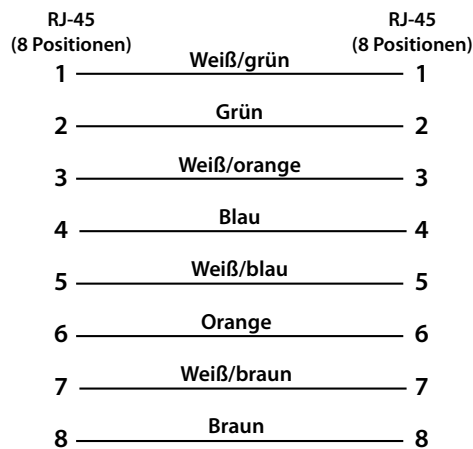 RJ-45 RJ-45
(8 Positionen) (8 Positionen)
1 Weiß/grün 1
2 Grün 2
3 Weiß/orange 3
4 Blau 4
5 Weiß/blau 5
6 Orange 6
7 Weiß/braun 7
8 Braun 8